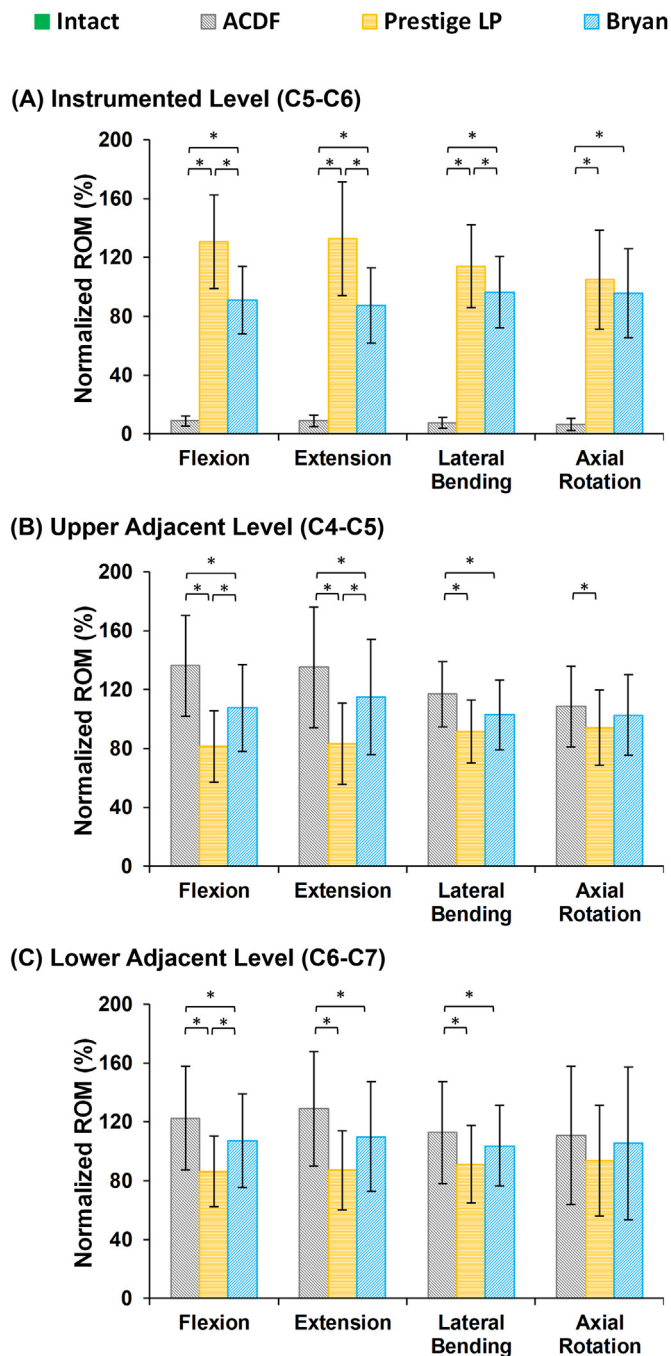 Intact ACDF Prestige LP Bryan
(A) Instrumented Level (C5-C6)
200
* * * *
* * * * * * *
160
120
80
40
0
Normalized ROM (%)
Flexion Extension Lateral Bending Axial Rotation
(B) Upper Adjacent Level (C4-C5)
200
* * *
* * * * * *
160
120
80
40
0
Normalized ROM (%)
Flexion Extension Lateral Bending Axial Rotation
(C) Lower Adjacent Level (C6-C7)
200
* * *
* * * *
160
120
80
40
0
Normalized ROM (%)
Flexion Extension Lateral Bending Axial Rotation